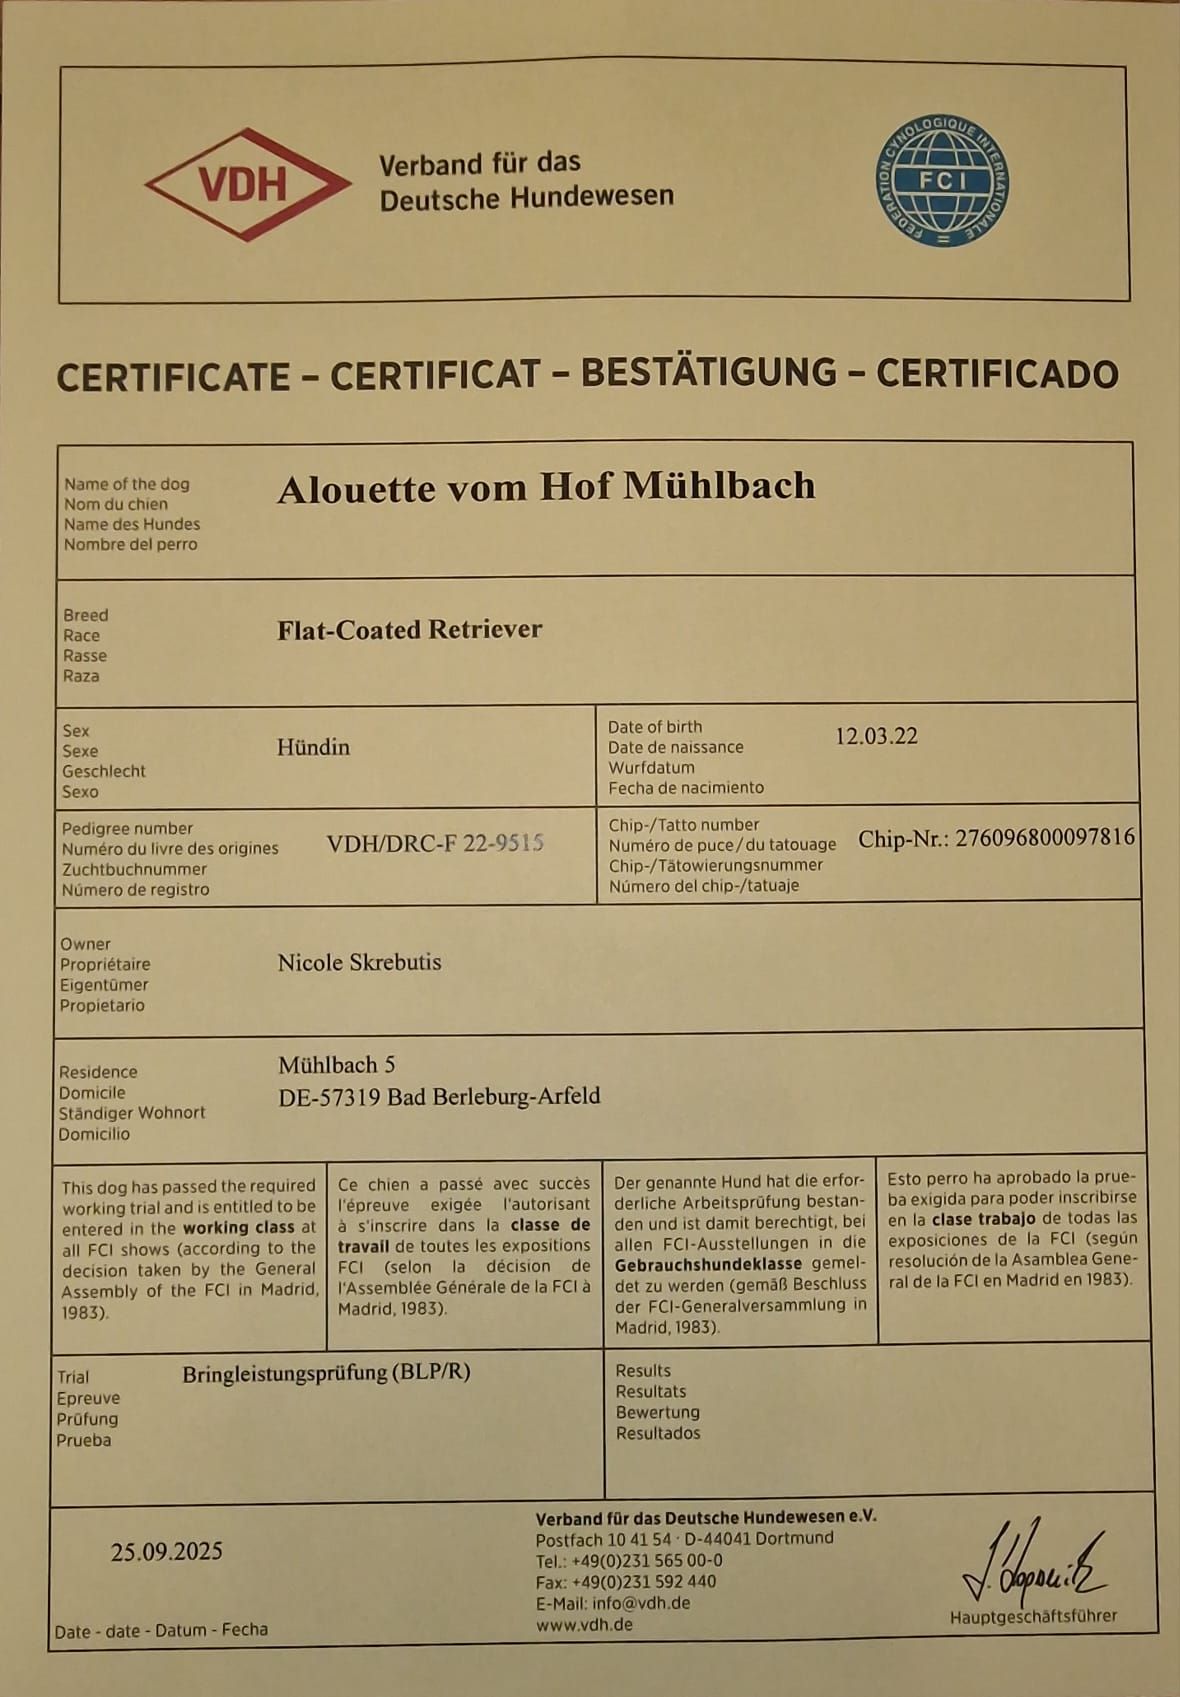 VDH
Verband für das
Deutsche Hundewesen
FEDERATION CYNOLOGIQUE INTERNATIONALE
FCI
CERTIFICATE – CERTIFICAT – BESTÄTIGUNG – CERTIFICADO
Name of the dog
Nom du chien
Name des Hundes
Nombre del perro
Alouette vom Hof Mühlbach
Breed
Race
Rasse
Raza
Flat-Coated Retriever
Sex
Sexe
Geschlecht
Sexo
Hündin
Date of birth
Date de naissance
Wurfdatum
Fecha de nacimiento
12.03.22
Pedigree number
Numéro du livre des origines
Zuchtbuchnummer
Número de registro
VDH/DRC-F 22-9515
Chip-/Tatto number
Numéro de puce/du tatouage
Chip-/Tätowierungsnummer
Número del chip-/tatuaje
Chip-Nr.: 276096800097816
Owner
Propriétaire
Eigentümer
Propietario
Nicole Skrebutis
Residence
Domicile
Ständiger Wohnort
Domicilio
Mühlbach 5
DE-57319 Bad Berleburg-Arfeld
This dog has passed the required
working trial and is entitled to be
entered in the working class at
all FCI shows (according to the
decision taken by the General
Assembly of the FCI in Madrid,
1983).
Ce chien a passé avec succès
l'épreuve exigée l'autorisant
à s'inscrire dans la classe de
travail de toutes les expositions
FCI (selon la décision de
l'Assemblée Générale de la FCI à
Madrid, 1983).
Der genannte Hund hat die erfor-
derliche Arbeitsprüfung bestan-
den und ist damit berechtigt, bei
allen FCI-Ausstellungen in die
Gebrauchshundeklasse gemel-
det zu werden (gemäß Beschluss
der FCI-Generalversammlung in
Madrid, 1983).
Esto perro ha aprobado la prue-
ba exigida para poder inscribirse
en la clase trabajo de todas las
exposiciones de la FCI (según
resolución de la Asamblea Gene-
ral de la FCI en Madrid en 1983).
Trial
Epreuve
Prüfung
Prueba
Bringleistungsprüfung (BLP/R)
Results
Resultats
Bewertung
Resultados
25.09.2025
Date - date - Datum - Fecha
Verband für das Deutsche Hundewesen e.V.
Postfach 10 41 54 · D-44041 Dortmund
Tel.: +49(0)231 565 00-0
Fax: +49(0)231 592 440
E-Mail: info@vdh.de
www.vdh.de
Hauptgeschäftsführer